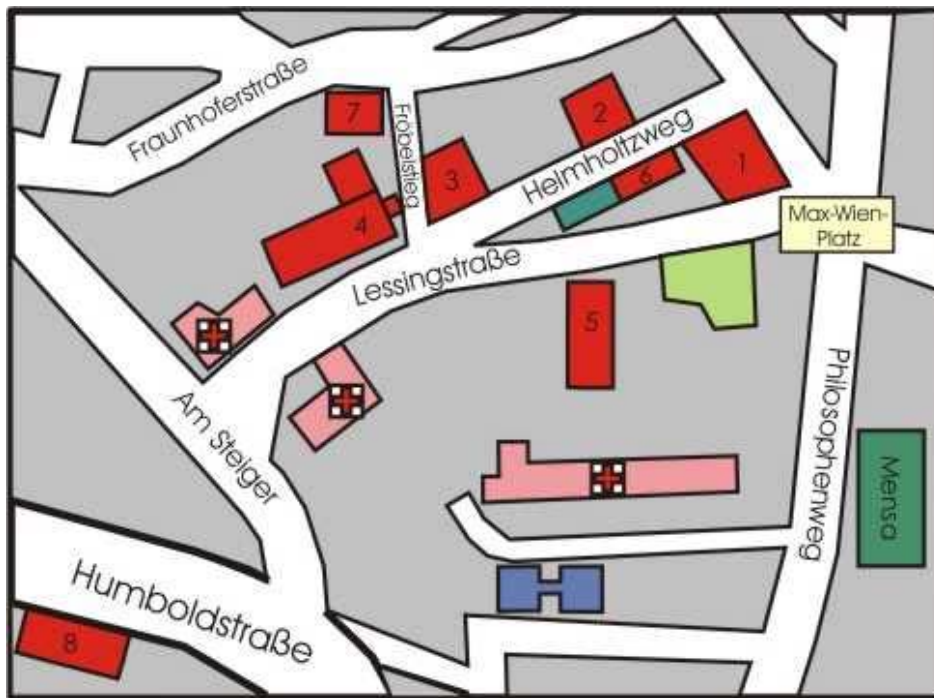 Fraunhoferstraße
7
Fröbelstieg
2
Helmholtzweg
1
3
6
4
Max-Wien-
Platz
Lessingstraße
5
Philosophenweg
Am Steiger
Mensa
Humboldstraße
8